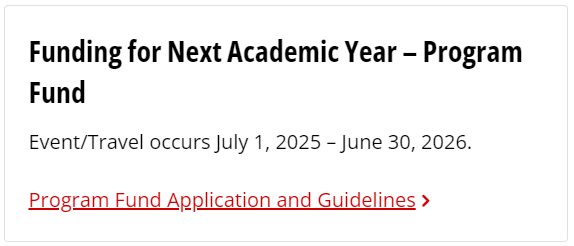 Funding for Next Academic Year – Program
Fund
Event/Travel occurs July 1, 2025 – June 30, 2026.
Program Fund Application and Guidelines